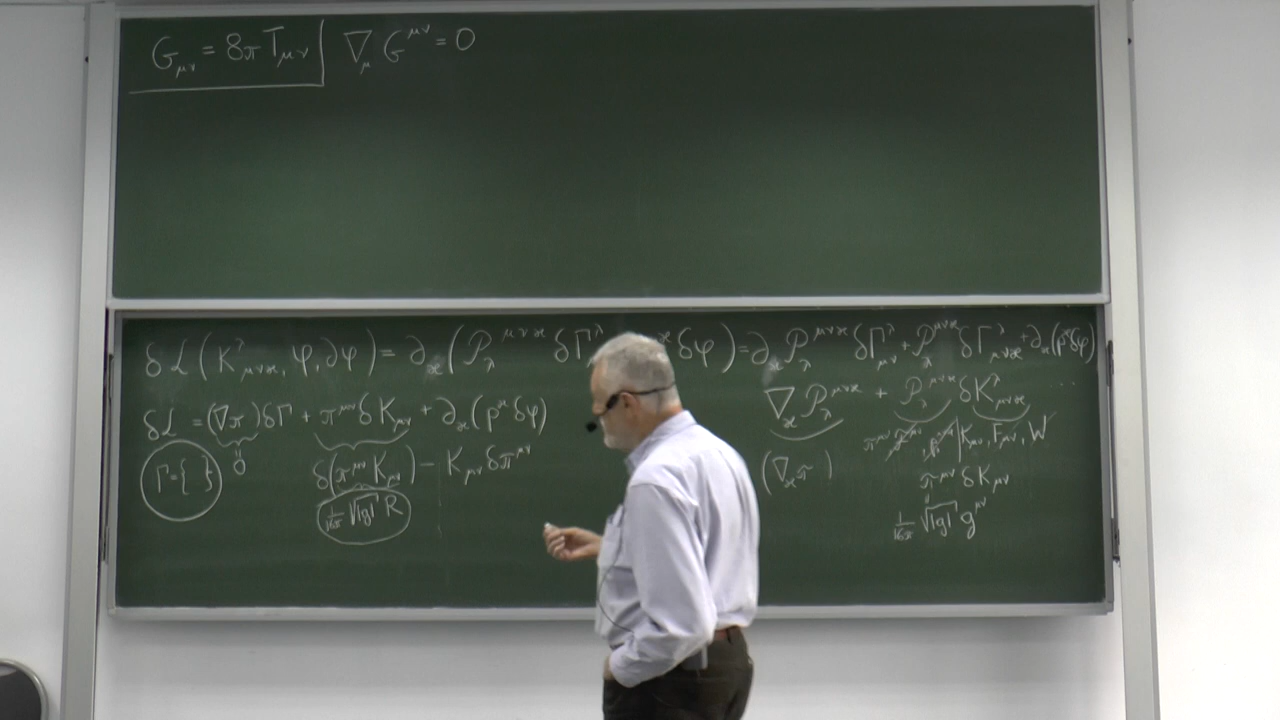 G_{μν} = 8π T_{μν} | ∇_μ G^{μν} = 0
δℒ(K^λ_{μνϰ}, φ, ∂φ) = ∂_ϰ(𝒫_λ^{μνϰ} δΓ^λ ... ^ϰ δφ) = ∂_ϰ 𝒫_λ^{μνϰ} δΓ^λ_{μν} + 𝒫_λ^{μνϰ} δΓ^λ_{μνϰ} + ∂_ϰ(p^ϰ δφ)
∇_ϰ 𝒫_λ^{μνϰ} + 𝒫_λ^{μνϰ} δK^λ_{μνϰ} ...
δℒ = (∇π)δΓ + π^{μν} δK_{μν} + ∂_ϰ(p^ϰ δφ)
π^{μν} | K_{μν}, F_{μν}, W
Γ={ } 0 δ(π^{μν} K_{μν}) − K_{μν} δπ^{μν} (∇_ϰ π) π^{μν} δK_{μν}
1/16π √|g| R 1/16π √|g| g^{μν}